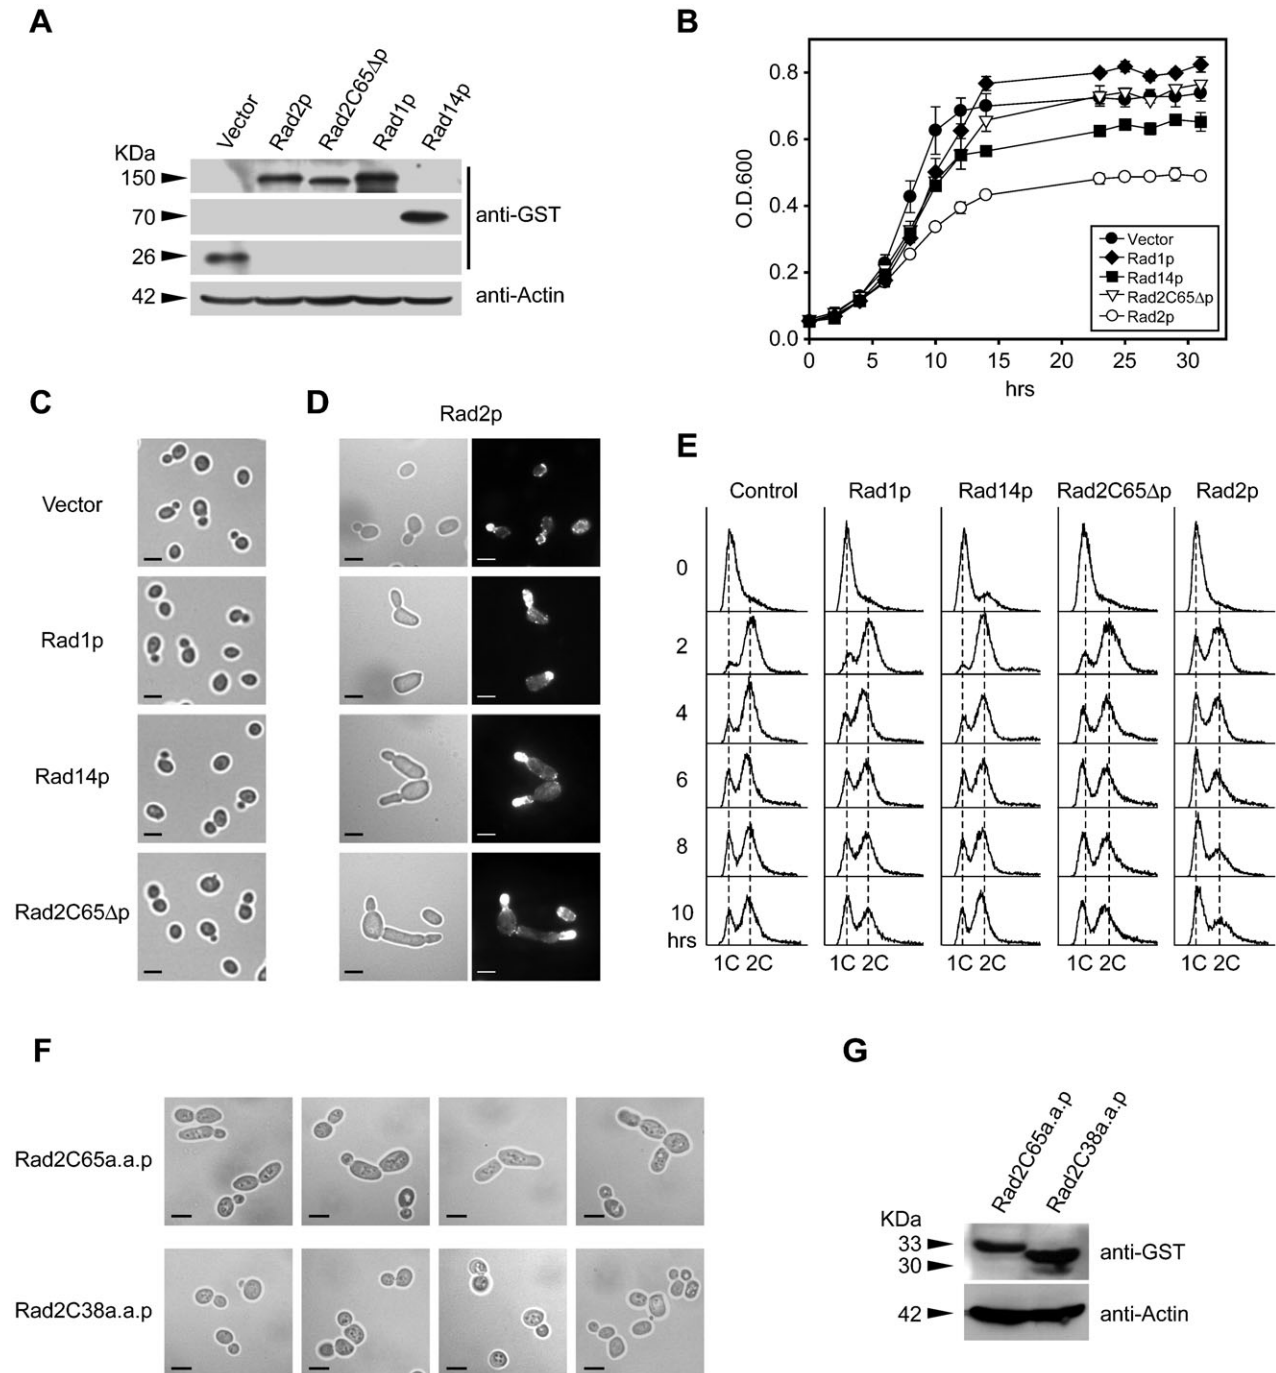 A
Vector
Rad2p
Rad2C65Δp
Rad1p
Rad14p
KDa
150
70
26
42
anti-GST
anti-Actin
B
O.D.600
0.8
0.6
0.4
0.2
0.0
0 5 10 15 20 25 30
hrs
Vector
Rad1p
Rad14p
Rad2C65Δp
Rad2p
C
Vector
Rad1p
Rad14p
Rad2C65Δp
D
Rad2p
E
Control Rad1p Rad14p Rad2C65Δp Rad2p
0
2
4
6
8
10
hrs
1C 2C 1C 2C 1C 2C 1C 2C 1C 2C
F
Rad2C65a.a.p
Rad2C38a.a.p
G
Rad2C65a.a.p
Rad2C38a.a.p
KDa
33
30
42
anti-GST
anti-Actin